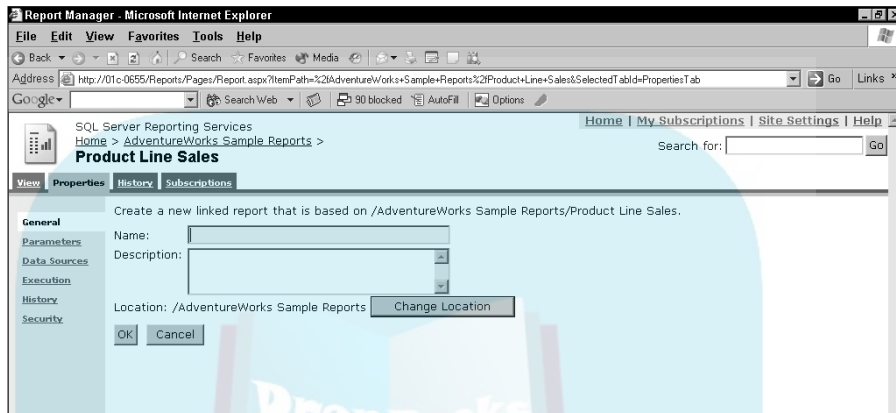 Report Manager - Microsoft Internet Explorer
File Edit View Favorites Tools Help
Back Search Favorites Media
Address http://01c-0655/Reports/Pages/Report.aspx?ItemPath=%2fAdventureWorks+Sample+Reports%2fProduct+Line+Sales&SelectedTabId=PropertiesTab Go Links
Google Search Web 90 blocked AutoFill Options
Home | My Subscriptions | Site Settings | Help
SQL Server Reporting Services
Home > AdventureWorks Sample Reports >
Search for: Go
Product Line Sales
View Properties History Subscriptions
General
Parameters
Data Sources
Execution
History
Security
Create a new linked report that is based on /AdventureWorks Sample Reports/Product Line Sales.
Name:
Description:
Location: /AdventureWorks Sample Reports Change Location
OK Cancel